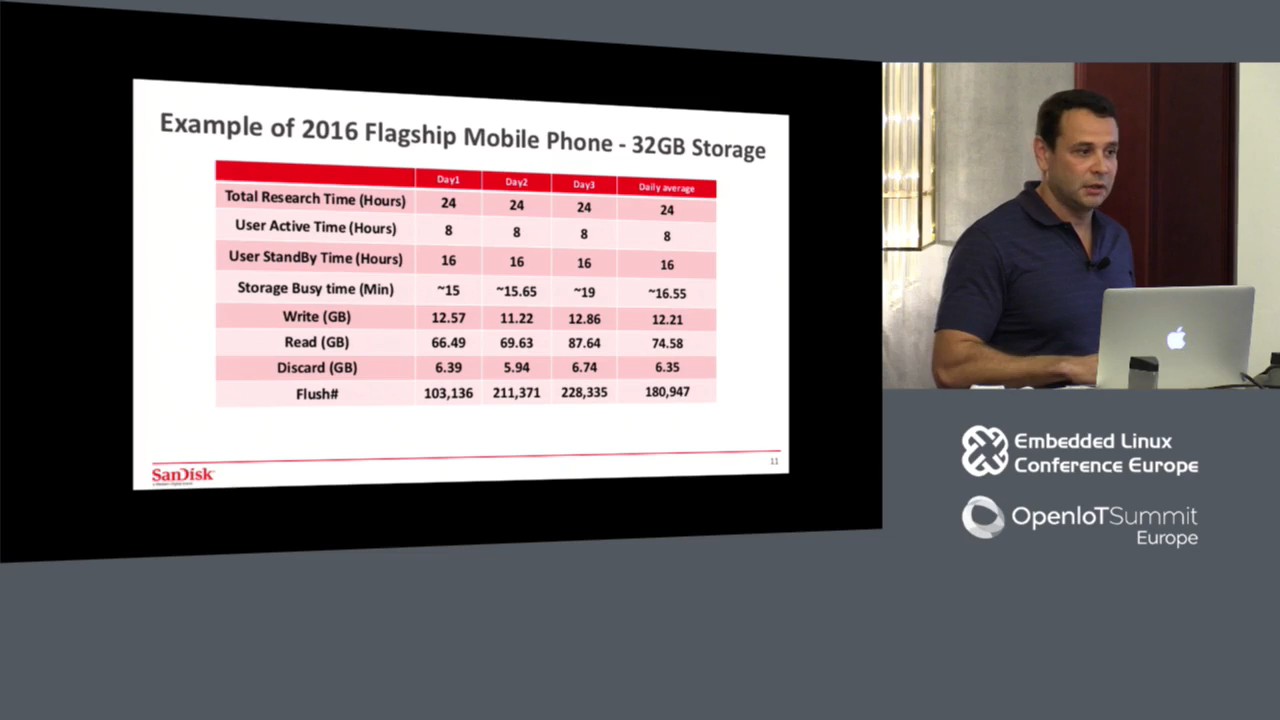 Example of 2016 Flagship Mobile Phone - 32GB Storage
Day1 Day2 Day3 Daily average
Total Research Time (Hours) 24 24 24 24
User Active Time (Hours) 8 8 8 8
User StandBy Time (Hours) 16 16 16 16
Storage Busy time (Min) ~15 ~15.65 ~19 ~16.55
Write (GB) 12.57 11.22 12.86 12.21
Read (GB) 66.49 69.63 87.64 74.58
Discard (GB) 6.39 5.94 6.74 6.35
Flush# 103,136 211,371 228,335 180,947
SanDisk
11
Embedded Linux
Conference Europe
OpenIoTSummit
Europe